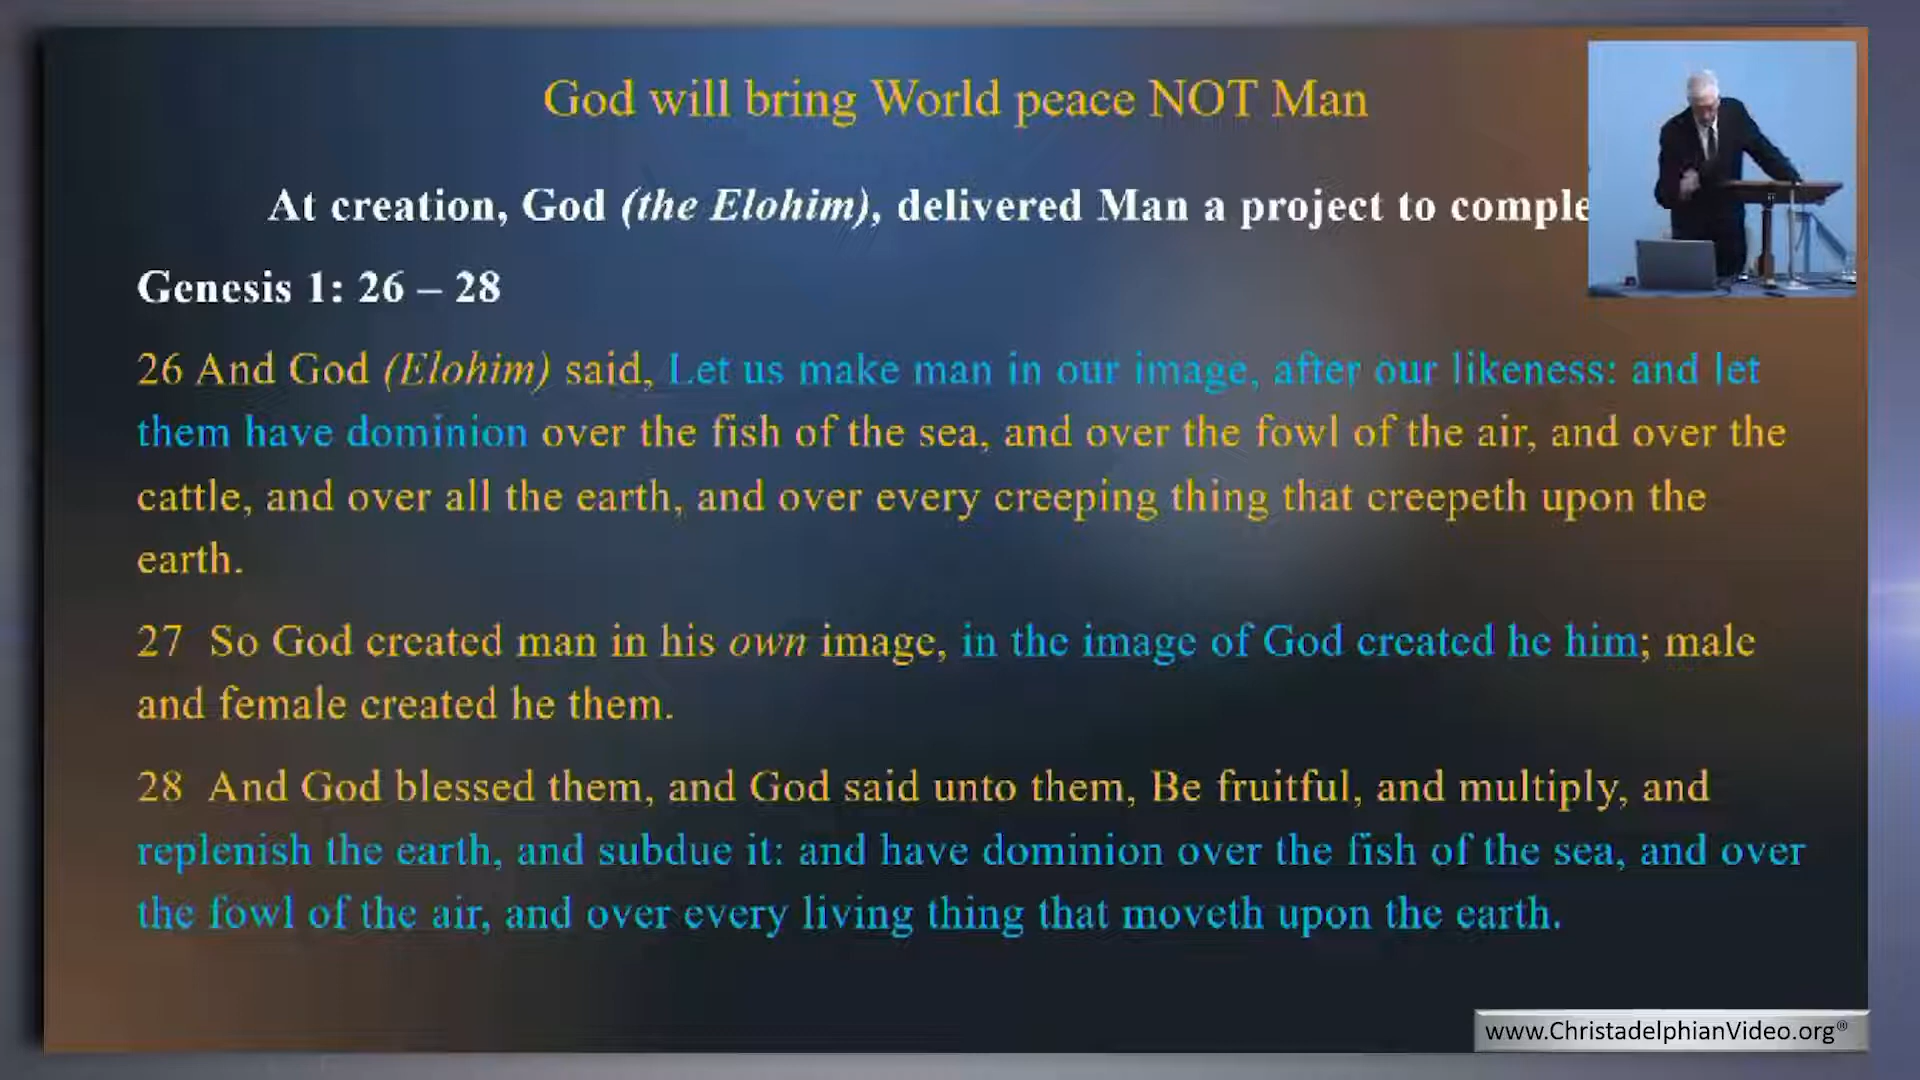 God will bring World peace NOT Man
At creation, God (the Elohim), delivered Man a project to comple
Genesis 1: 26 – 28
26 And God (Elohim) said, Let us make man in our image, after our likeness: and let
them have dominion over the fish of the sea, and over the fowl of the air, and over the
cattle, and over all the earth, and over every creeping thing that creepeth upon the
earth.
27 So God created man in his own image, in the image of God created he him; male
and female created he them.
28 And God blessed them, and God said unto them, Be fruitful, and multiply, and
replenish the earth, and subdue it: and have dominion over the fish of the sea, and over
the fowl of the air, and over every living thing that moveth upon the earth.
www.ChristadelphianVideo.org®